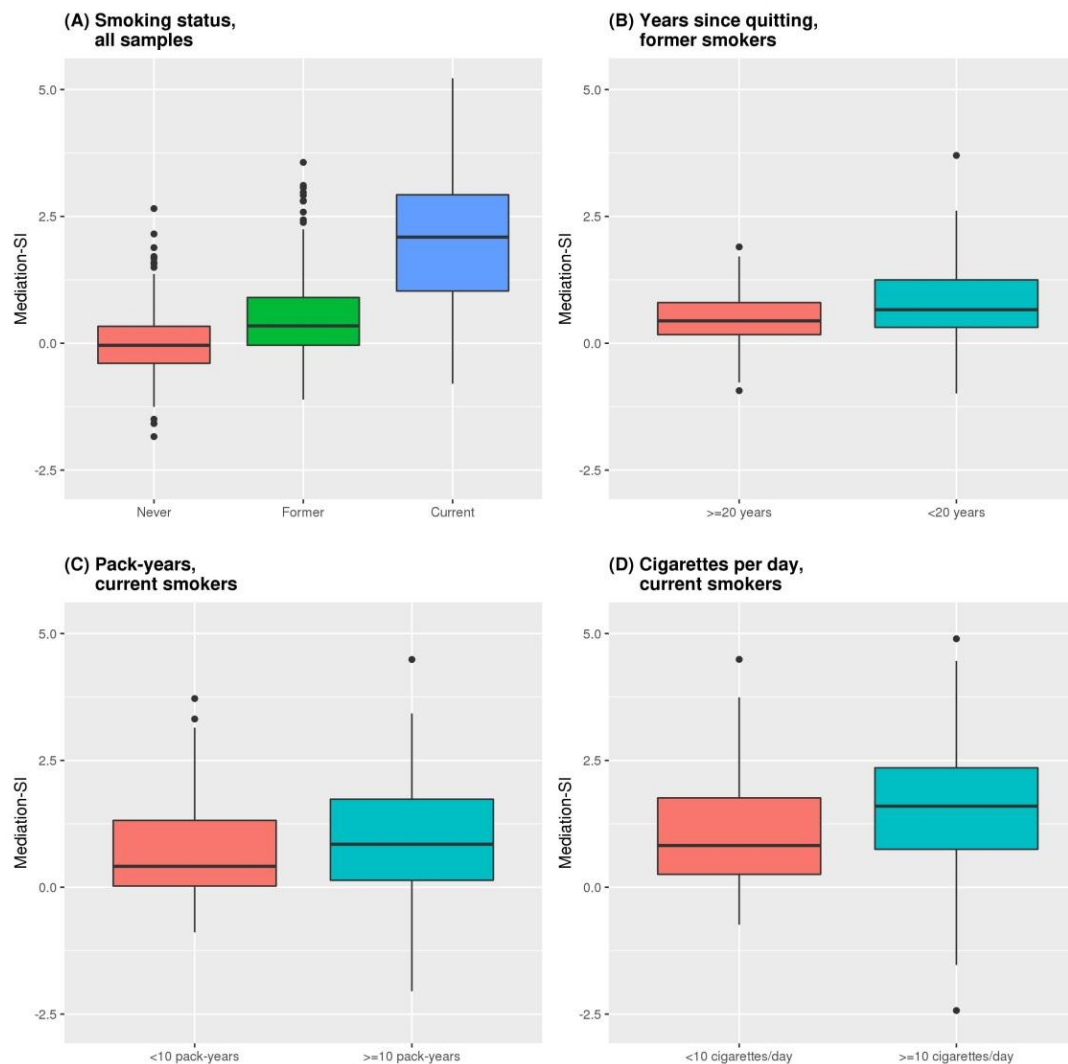 (A) Smoking status,
all samples
5.0
2.5
0.0
-2.5
Mediation-SI
Never
Former
Current
(B) Years since quitting,
former smokers
5.0
2.5
0.0
-2.5
Mediation-SI
>=20 years
<20 years
(C) Pack-years,
current smokers
5.0
2.5
0.0
-2.5
Mediation-SI
<10 pack-years
>=10 pack-years
(D) Cigarettes per day,
current smokers
5.0
2.5
0.0
-2.5
Mediation-SI
<10 cigarettes/day
>=10 cigarettes/day